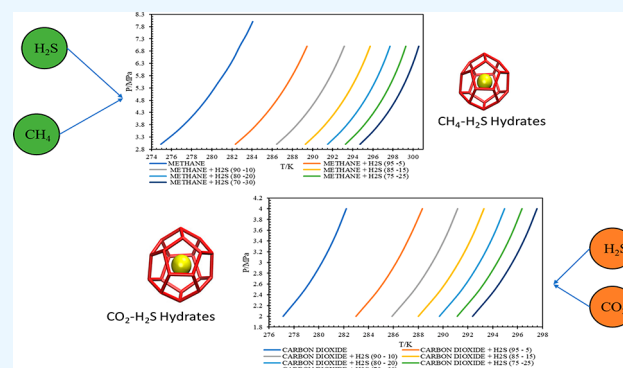 H₂S
CH₄
P/MPa
8.3
7.8
7.3
6.8
6.3
5.8
5.3
4.8
4.3
3.8
3.3
2.8
274 276 278 280 282 284 286 288 290 292 294 296 298 300
T/K
METHANE
METHANE + H2S (95 -5)
METHANE + H2S (90 -10)
METHANE + H2S (85 -15)
METHANE + H2S (80 -20)
METHANE + H2S (75 -25)
METHANE + H2S (70 -30)
CH₄-H₂S Hydrates
CO₂-H₂S Hydrates
P/MPa
4.2
4
3.8
3.6
3.4
3.2
3
2.8
2.6
2.4
2.2
2
1.8
276 278 280 282 284 286 288 290 292 294 296 298
T/K
CARBON DIOXIDE
CARBON DIOXIDE + H2S (95 - 5)
CARBON DIOXIDE + H2S (90 - 10)
CARBON DIOXIDE + H2S (85 - 15)
CARBON DIOXIDE + H2S (80 - 20)
CARBON DIOXIDE + H2S (75 -25)
H₂S